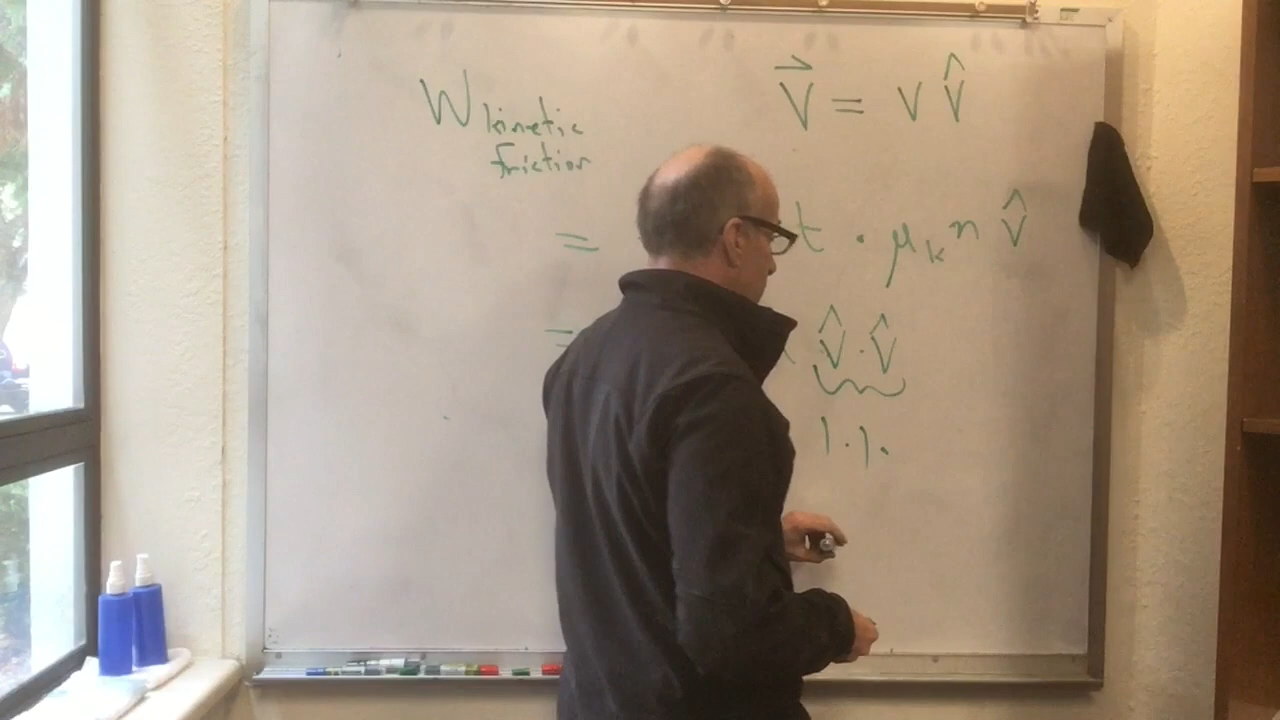 W kinetic friction
V⃗ = v V̂
= t · μₖ n V̂
= V̂ · V̂
1 · 1 ·